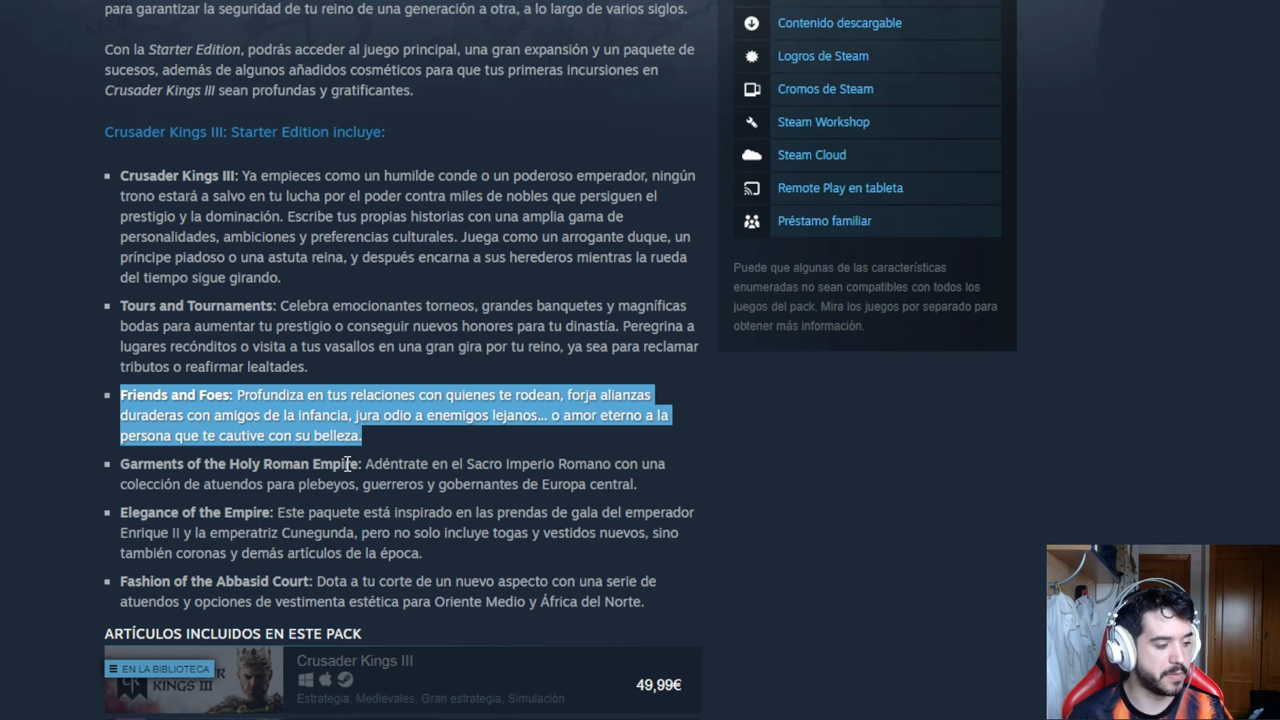 para garantizar la seguridad de tu reino de una generación a otra, a lo largo de varios siglos.
Con la Starter Edition, podrás acceder al juego principal, una gran expansión y un paquete de
sucesos, además de algunos añadidos cosméticos para que tus primeras incursiones en
Crusader Kings III sean profundas y gratificantes.
Crusader Kings III: Starter Edition incluye:
Crusader Kings III: Ya empieces como un humilde conde o un poderoso emperador, ningún
trono estará a salvo en tu lucha por el poder contra miles de nobles que persiguen el
prestigio y la dominación. Escribe tus propias historias con una amplia gama de
personalidades, ambiciones y preferencias culturales. Juega como un arrogante duque, un
príncipe piadoso o una astuta reina, y después encarna a sus herederos mientras la rueda
del tiempo sigue girando.
Tours and Tournaments: Celebra emocionantes torneos, grandes banquetes y magníficas
bodas para aumentar tu prestigio o conseguir nuevos honores para tu dinastía. Peregrina a
lugares recónditos o visita a tus vasallos en una gran gira por tu reino, ya sea para reclamar
tributos o reafirmar lealtades.
Friends and Foes: Profundiza en tus relaciones con quienes te rodean, forja alianzas
duraderas con amigos de la infancia, jura odio a enemigos lejanos... o amor eterno a la
persona que te cautive con su belleza.
Garments of the Holy Roman Empire: Adéntrate en el Sacro Imperio Romano con una
colección de atuendos para plebeyos, guerreros y gobernantes de Europa central.
Elegance of the Empire: Este paquete está inspirado en las prendas de gala del emperador
Enrique II y la emperatriz Cunegunda, pero no solo incluye togas y vestidos nuevos, sino
también coronas y demás artículos de la época.
Fashion of the Abbasid Court: Dota a tu corte de un nuevo aspecto con una serie de
atuendos y opciones de vestimenta estética para Oriente Medio y África del Norte.
ARTÍCULOS INCLUIDOS EN ESTE PACK
EN LA BIBLIOTECA
KINGS III
Crusader Kings III
Estrategia, Medievales, Gran estrategia, Simulación
49,99€
Contenido descargable
Logros de Steam
Cromos de Steam
Steam Workshop
Steam Cloud
Remote Play en tableta
Préstamo familiar
Puede que algunas de las características
enumeradas no sean compatibles con todos los
juegos del pack. Mira los juegos por separado para
obtener más información.